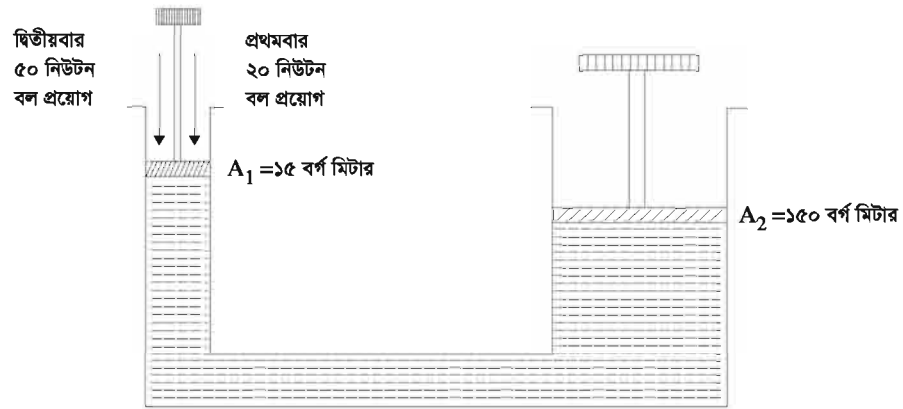 দ্বিতীয়বার
৫০ নিউটন
বল প্রয়োগ
প্রথমবার
২০ নিউটন
বল প্রয়োগ
A1 =১৫ বর্গ মিটার
A2 =১৫০ বর্গ মিটার